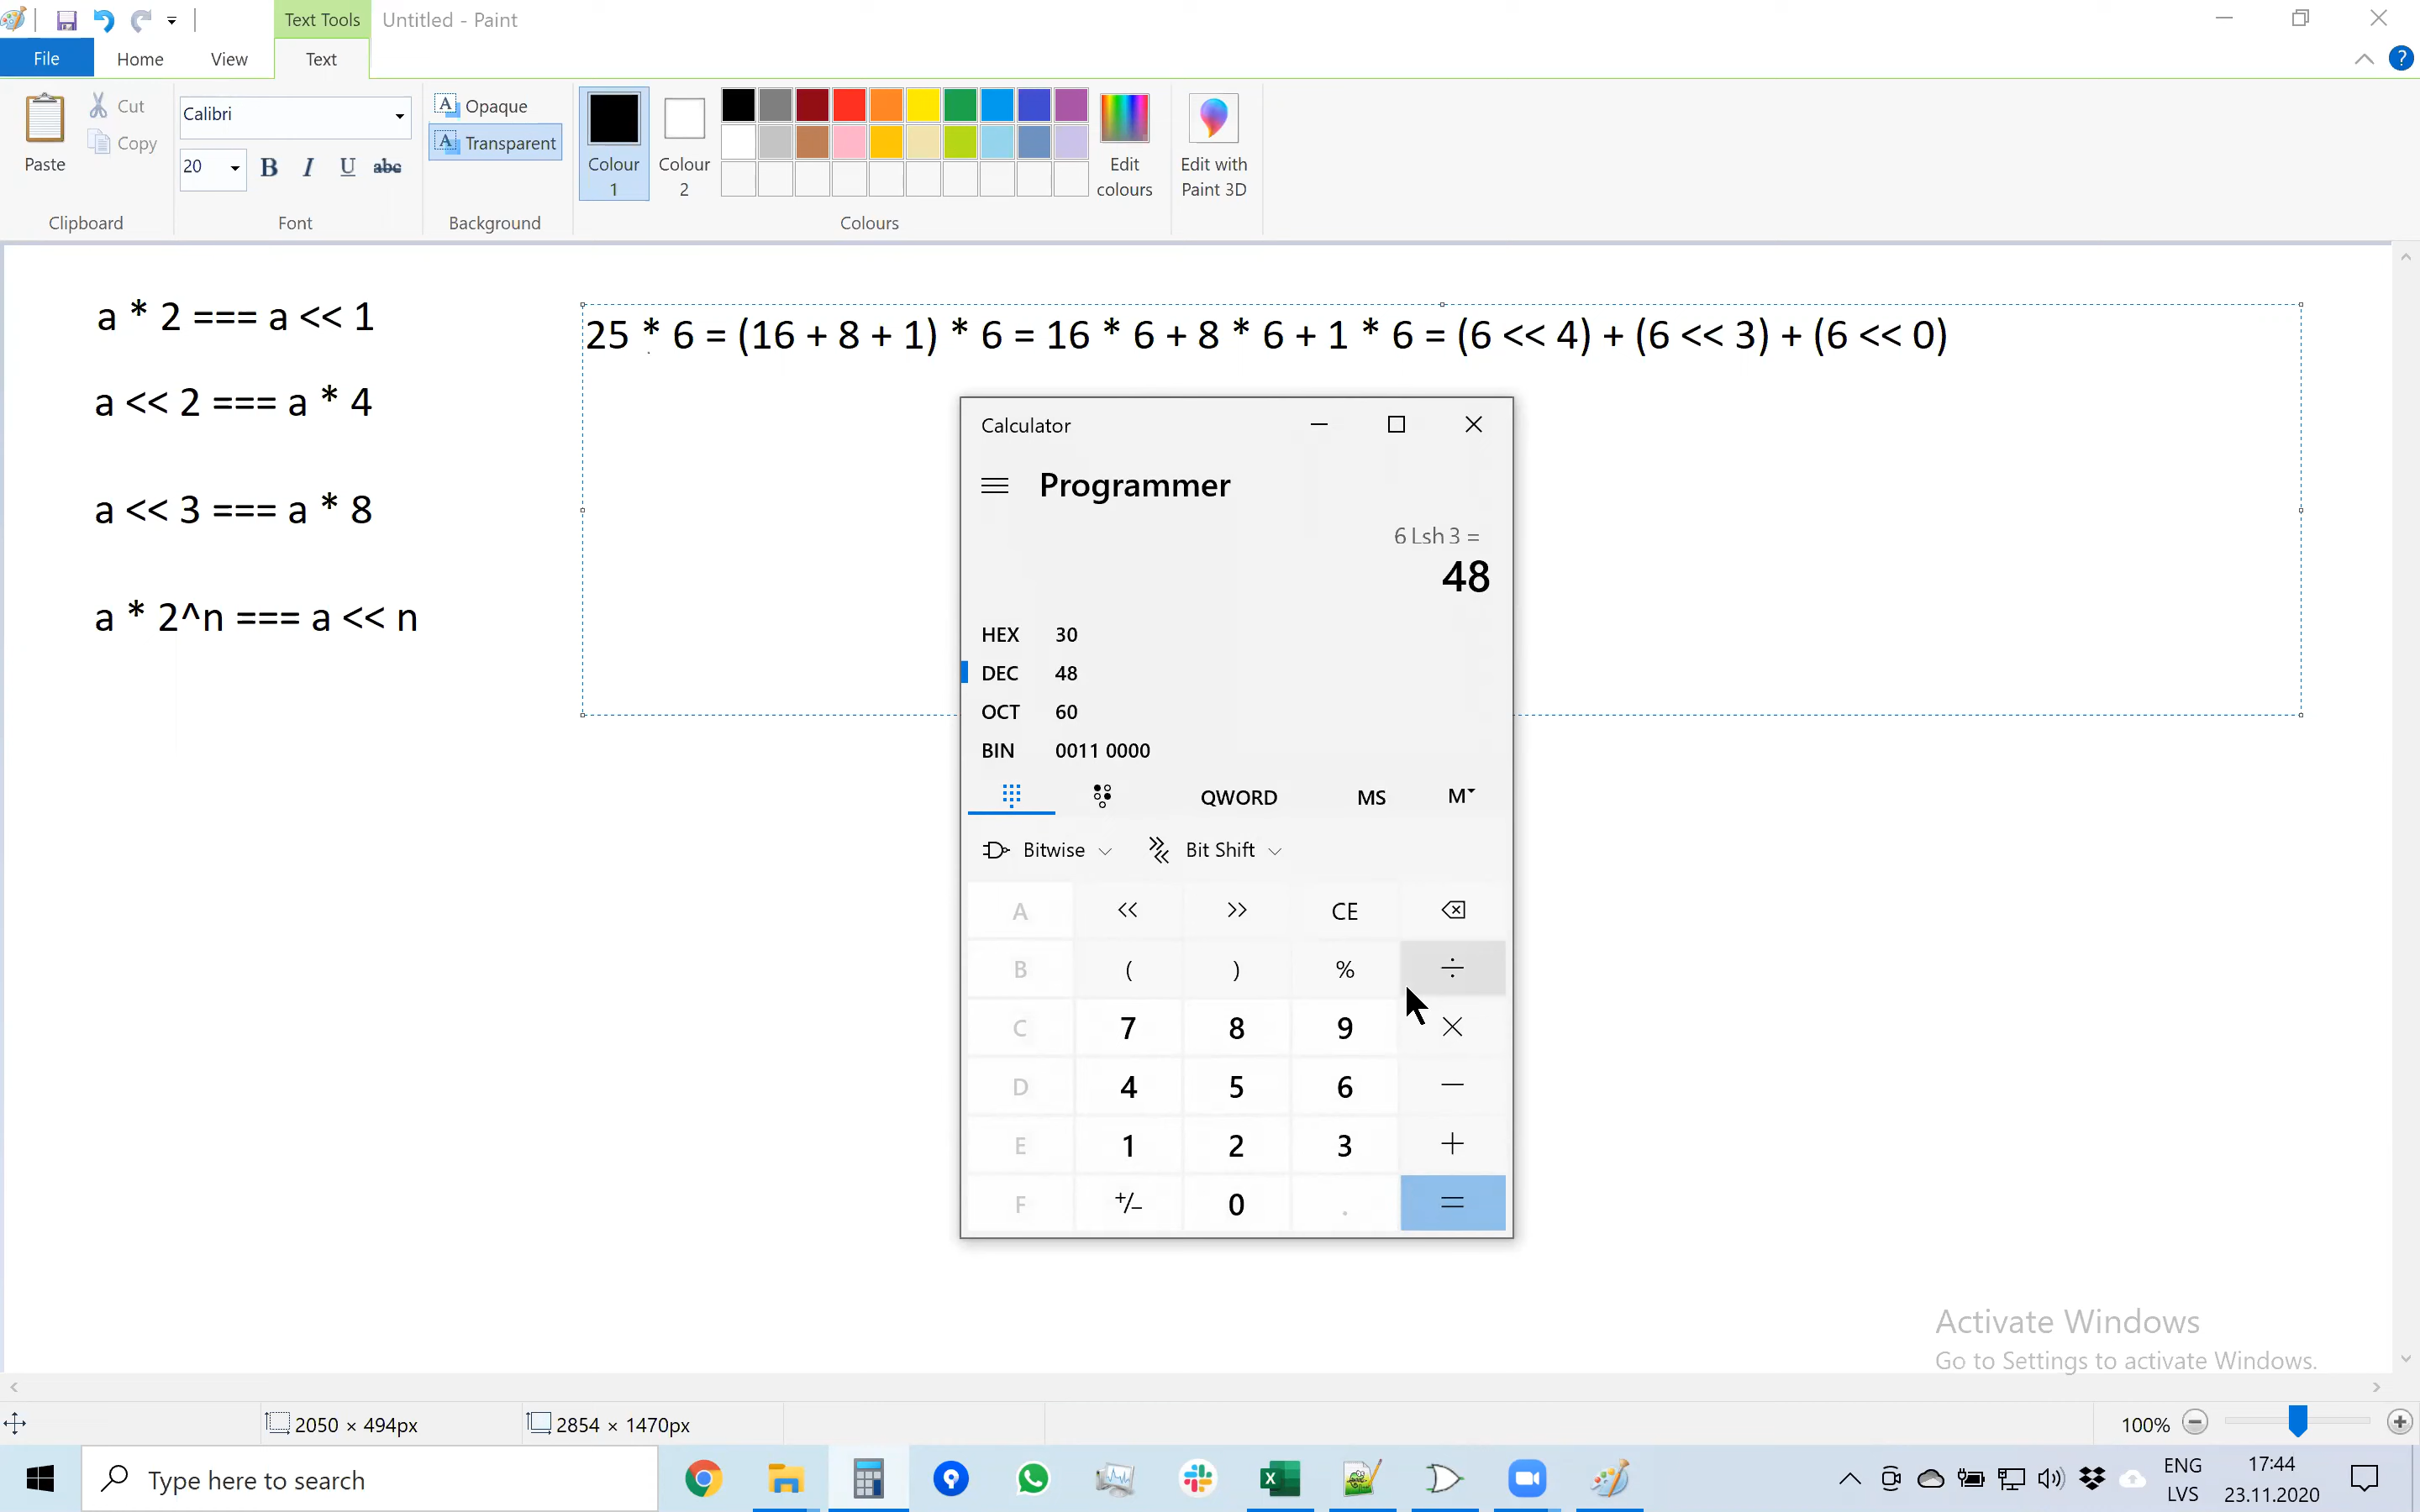 Text Tools Untitled - Paint
File Home View Text ?
Paste Cut Copy
Calibri
20 B I U abc
A Opaque
A Transparent
Colour 1 Colour 2
Edit colours
Edit with Paint 3D
Clipboard Font Background Colours
a * 2 === a << 1
a << 2 === a * 4
a << 3 === a * 8
a * 2^n === a << n
25 * 6 = (16 + 8 + 1) * 6 = 16 * 6 + 8 * 6 + 1 * 6 = (6 << 4) + (6 << 3) + (6 << 0)
Calculator
Programmer
6 Lsh 3 =
48
HEX 30
DEC 48
OCT 60
BIN 0011 0000
QWORD MS M
Bitwise Bit Shift
A << >> CE
B ( ) % ÷
C 7 8 9 ×
D 4 5 6 −
E 1 2 3 +
F +/− 0 . =
Activate Windows
Go to Settings to activate Windows.
2050 × 494px 2854 × 1470px 100%
Type here to search
ENG
LVS
17:44
23.11.2020